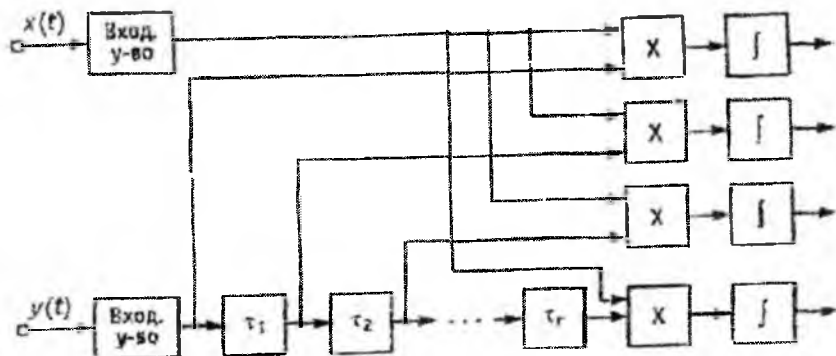 x(t)
Вход.
у-во
X
∫
X
∫
X
∫
y(t)
Вход.
у-во
τ₁
τ₂
...
τᵣ
X
∫